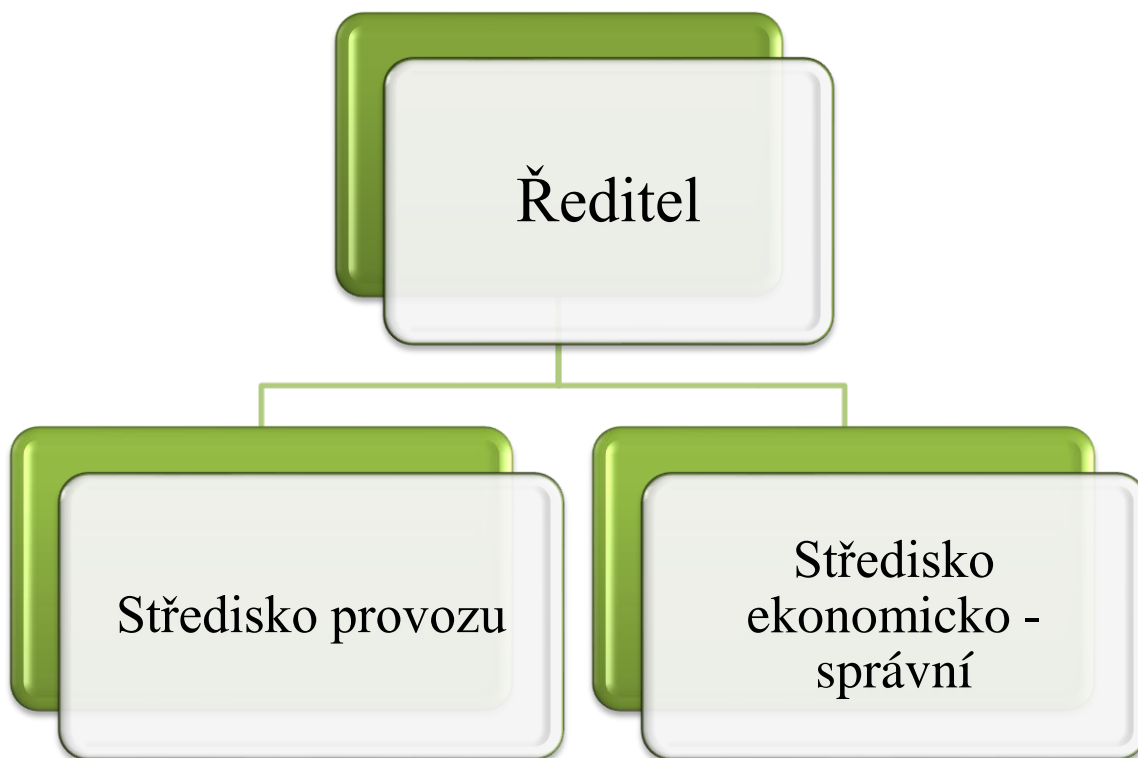 Ředitel
Středisko provozu
Středisko
ekonomicko -
správní